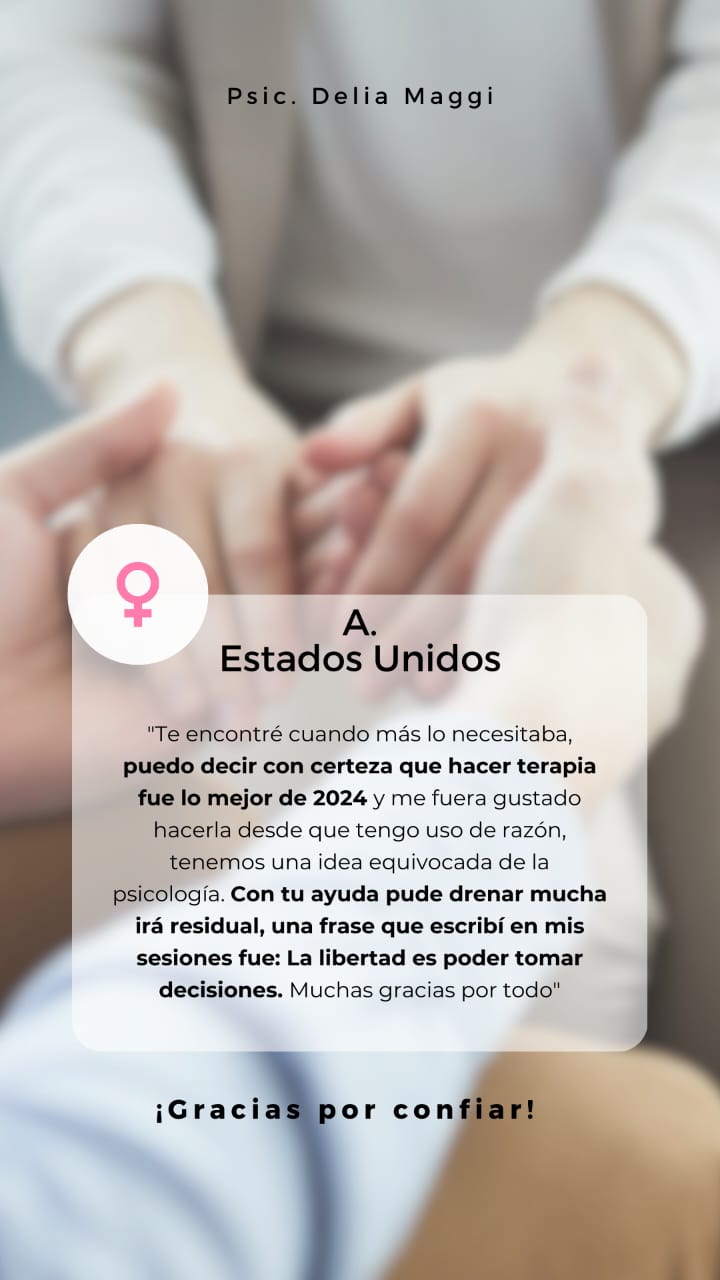 Psic. Delia Maggi
A.
Estados Unidos
"Te encontré cuando más lo necesitaba,
puedo decir con certeza que hacer terapia
fue lo mejor de 2024 y me fuera gustado
hacerla desde que tengo uso de razón,
tenemos una idea equivocada de la
psicología. Con tu ayuda pude drenar mucha
irá residual, una frase que escribí en mis
sesiones fue: La libertad es poder tomar
decisiones. Muchas gracias por todo"
¡Gracias por confiar!